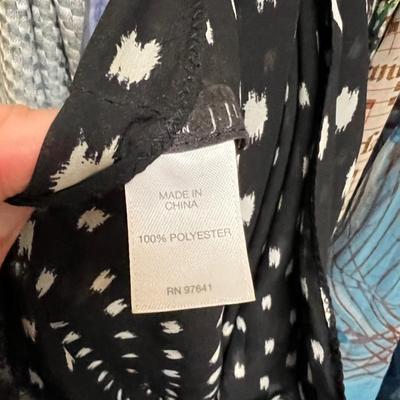 MADE IN
CHINA
100% POLYESTER
RN 97641